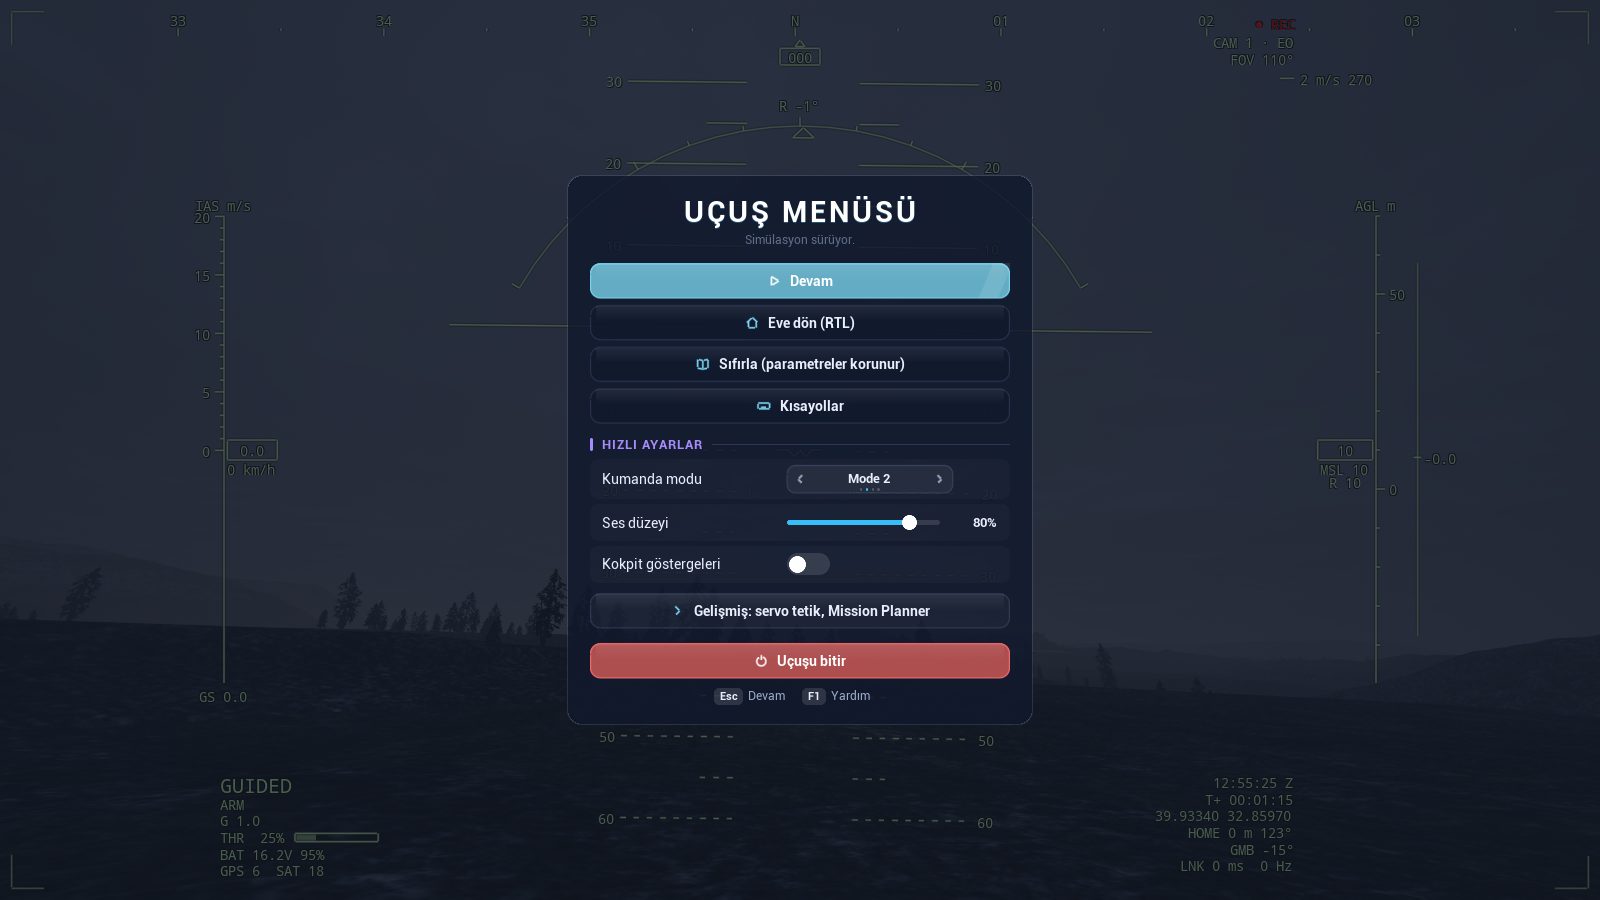 33 34 35 N 01 02 03
REC
CAM 1 · EO
000
FOV 110°
2 m/s 270
30 30
R -1°
20 20
IAS m/s
AGL m
20
UÇUŞ MENÜSÜ
Simülasyon sürüyor.
10 10
15
Devam
50
Eve dön (RTL)
10
Sıfırla (parametreler korunur)
5
Kısayollar
HIZLI AYARLAR
0 0.0
10
-0.0
0 km/h
MSL 10
R 10
0
Kumanda modu
Mode 2
20 20
Ses düzeyi
80%
Kokpit göstergeleri
30
Gelişmiş: servo tetik, Mission Planner
Uçuşu bitir
Esc Devam F1 Yardım
GS 0.0
50 50
GUIDED
ARM
G 1.0
THR 25%
BAT 16.2V 95%
GPS 6 SAT 18
60 60
12:55:25 Z
T+ 00:01:15
39.93340 32.85970
HOME 0 m 123°
GMB -15°
LNK 0 ms 0 Hz